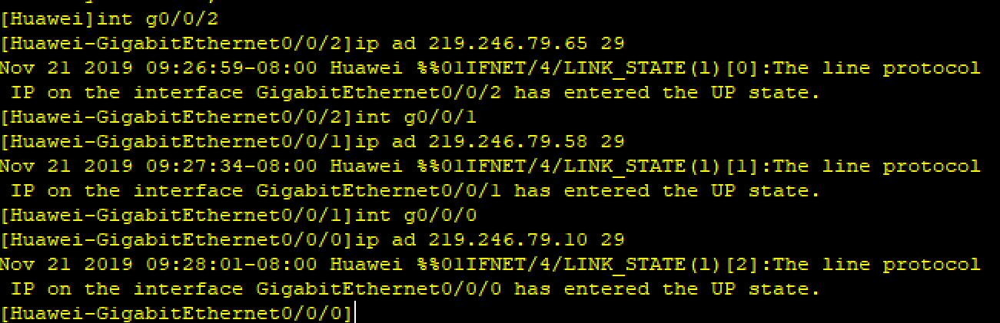 [Huawei]int g0/0/2
[Huawei-GigabitEthernet0/0/2]ip ad 219.246.79.65 29
Nov 21 2019 09:26:59-08:00 Huawei %%01IFNET/4/LINK_STATE(l)[0]:The line protocol
 IP on the interface GigabitEthernet0/0/2 has entered the UP state.
[Huawei-GigabitEthernet0/0/2]int g0/0/1
[Huawei-GigabitEthernet0/0/1]ip ad 219.246.79.58 29
Nov 21 2019 09:27:34-08:00 Huawei %%01IFNET/4/LINK_STATE(l)[1]:The line protocol
 IP on the interface GigabitEthernet0/0/1 has entered the UP state.
[Huawei-GigabitEthernet0/0/1]int g0/0/0
[Huawei-GigabitEthernet0/0/0]ip ad 219.246.79.10 29
Nov 21 2019 09:28:01-08:00 Huawei %%01IFNET/4/LINK_STATE(l)[2]:The line protocol
 IP on the interface GigabitEthernet0/0/0 has entered the UP state.
[Huawei-GigabitEthernet0/0/0]